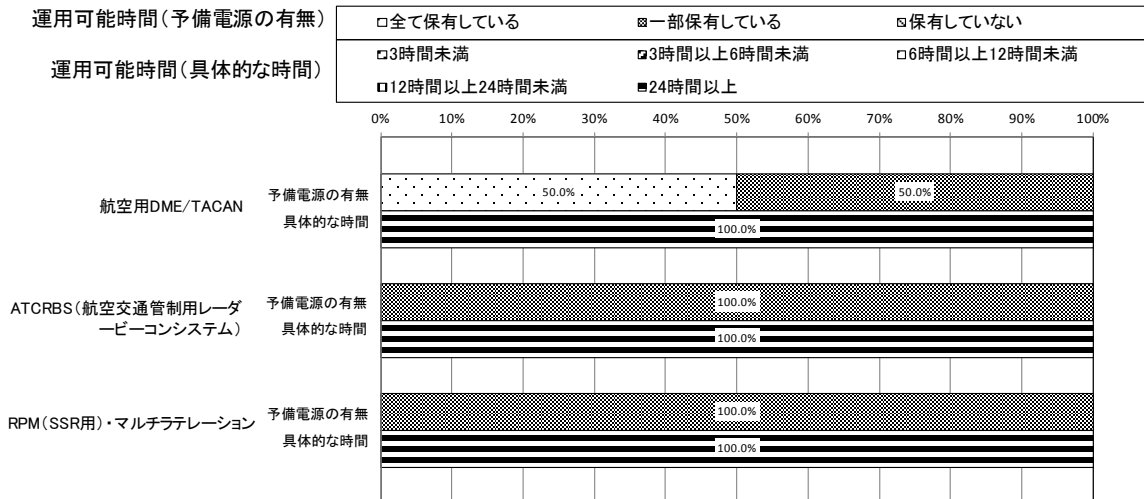 運用可能時間(予備電源の有無) □全て保有している ▩一部保有している ▧保有していない
運用可能時間(具体的な時間) □3時間未満 ▨3時間以上6時間未満 □6時間以上12時間未満
□12時間以上24時間未満 ■24時間以上
0% 10% 20% 30% 40% 50% 60% 70% 80% 90% 100%
航空用DME/TACAN
予備電源の有無 50.0% 50.0%
具体的な時間 100.0%
ATCRBS(航空交通管制用レーダ
ービーコンシステム)
予備電源の有無 100.0%
具体的な時間 100.0%
RPM(SSR用)・マルチラテレーション
予備電源の有無 100.0%
具体的な時間 100.0%